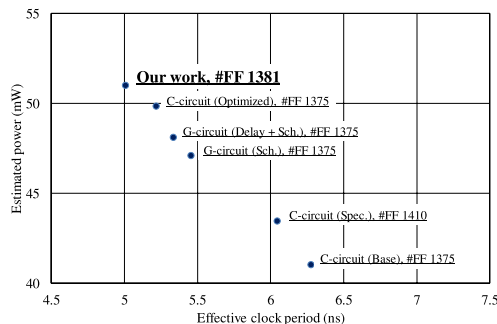 55
Our work, #FF 1381
50
C-circuit (Optimized), #FF 1375
G-circuit (Delay + Sch.), #FF 1375
G-circuit (Sch.), #FF 1375
Estimated power (mW)
45
C-circuit (Spec.), #FF 1410
C-circuit (Base), #FF 1375
40
4.5 5 5.5 6 6.5 7 7.5
Effective clock period (ns)